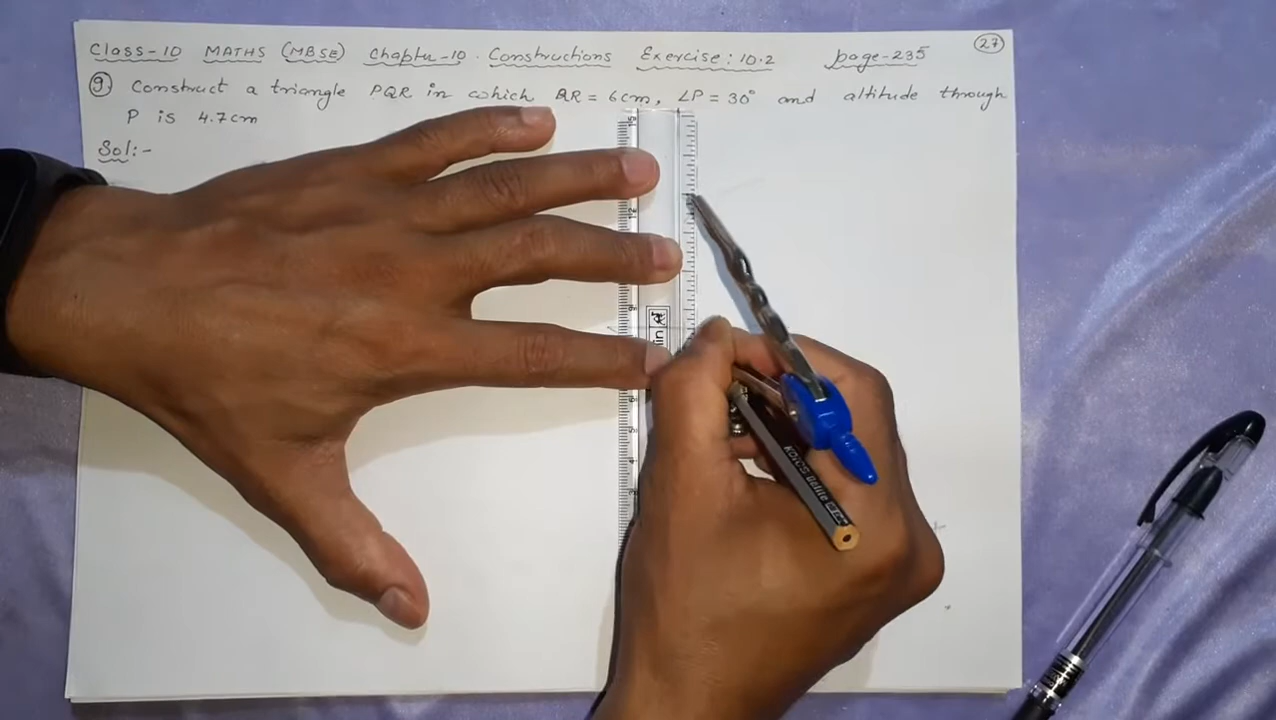 Class-10 MATHS (MBSE) Chapter-10. Constructions Exercise: 10.2 page-235 27
9. Construct a triangle PQR in which QR = 6cm, ∠P = 30° and altitude through
P is 4.7cm
Sol:-